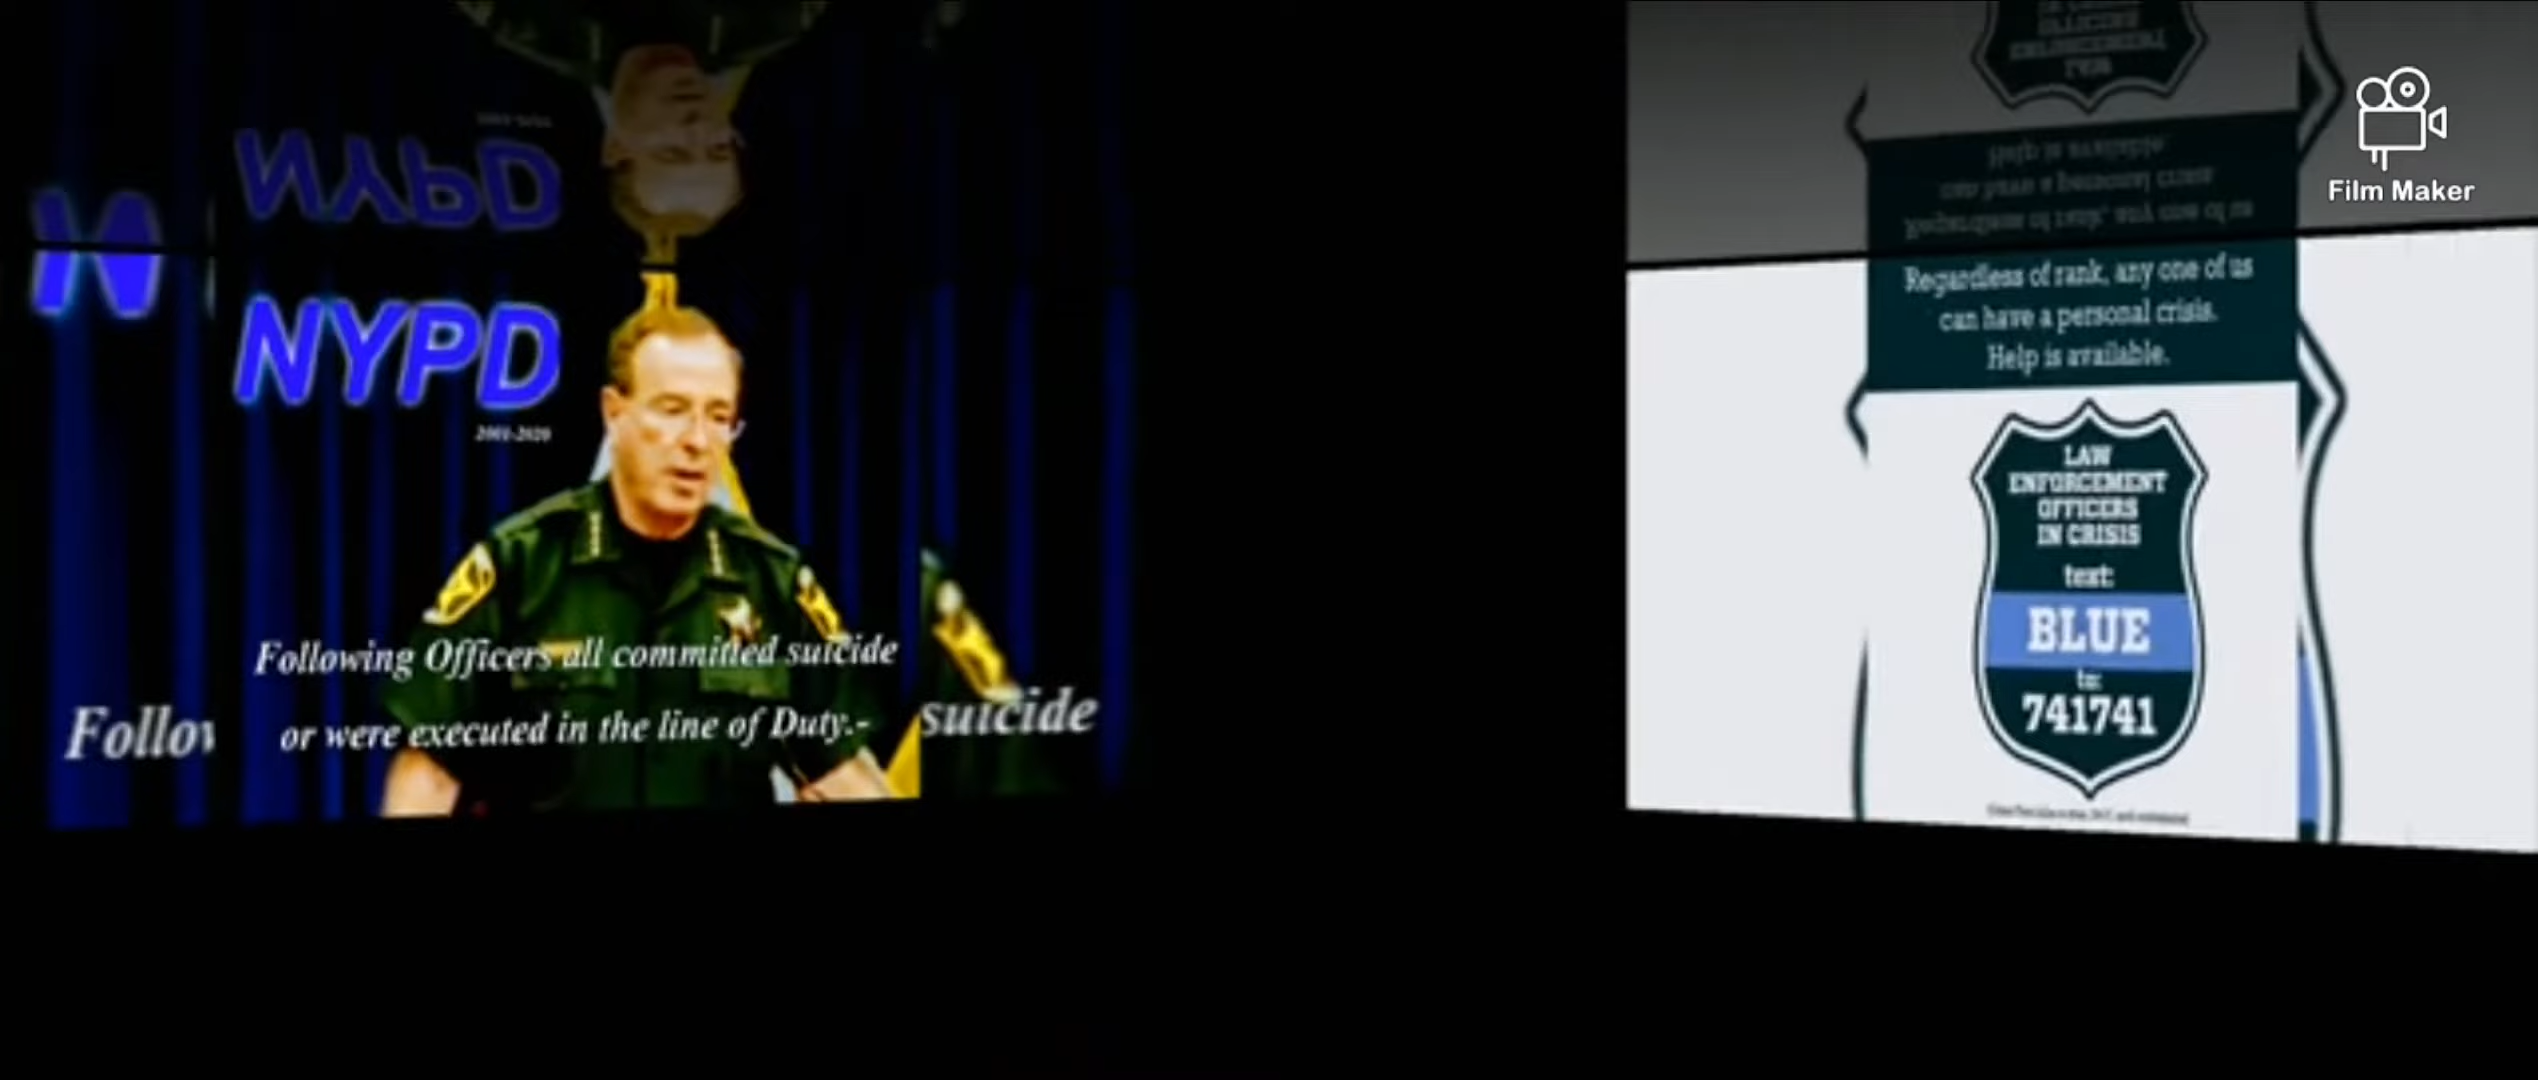 NYPD
2001-2020
Following Officers all committed suicide
or were executed in the line of Duty.-
Follow
suicide
Film Maker
Regardless of rank, any one of us
can have a personal crisis.
Help is available.
LAW
ENFORCEMENT
OFFICERS
IN CRISIS
text:
BLUE
to:
741741